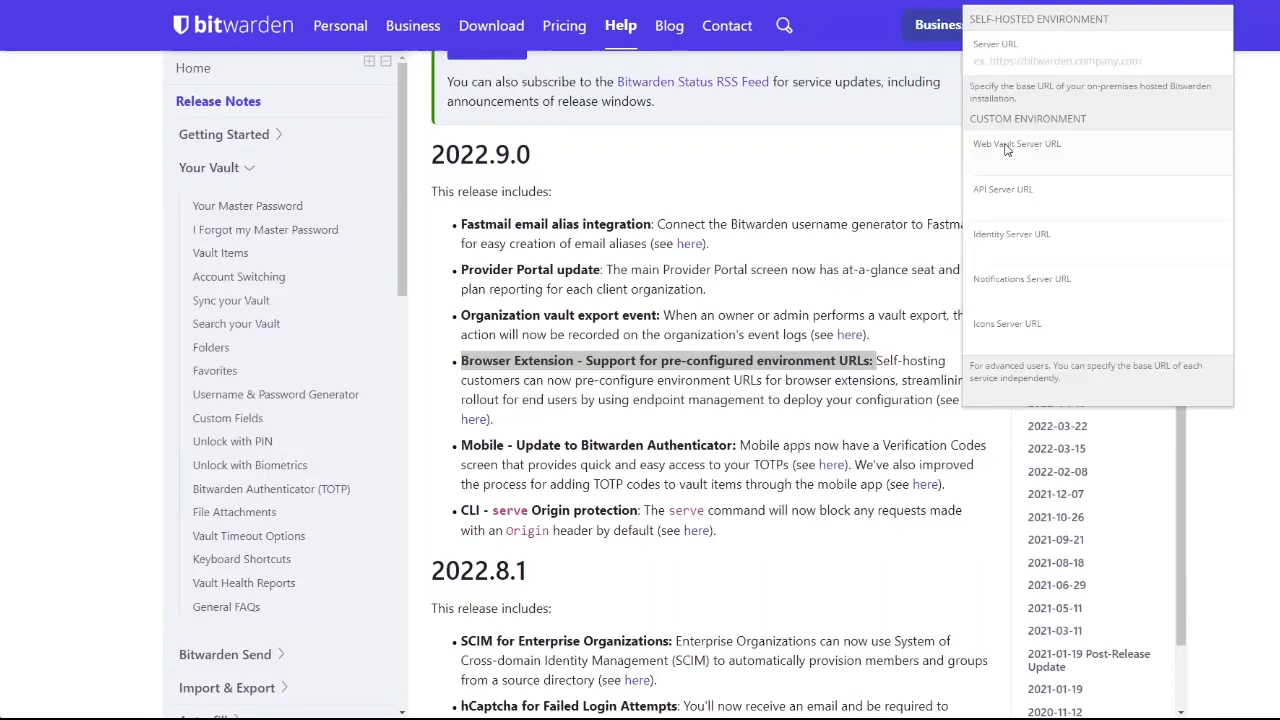 bitwarden
Personal
Business
Download
Pricing
Help
Blog
Contact
Business
Home
Release Notes
Getting Started
Your Vault
Your Master Password
I Forgot my Master Password
Vault Items
Account Switching
Sync your Vault
Search your Vault
Folders
Favorites
Username & Password Generator
Custom Fields
Unlock with PIN
Unlock with Biometrics
Bitwarden Authenticator (TOTP)
File Attachments
Vault Timeout Options
Keyboard Shortcuts
Vault Health Reports
General FAQs
Bitwarden Send
Import & Export
You can also subscribe to the Bitwarden Status RSS Feed for service updates, including
announcements of release windows.
2022.9.0
This release includes:
Fastmail email alias integration: Connect the Bitwarden username generator to Fastma
for easy creation of email aliases (see here).
Provider Portal update: The main Provider Portal screen now has at-a-glance seat and
plan reporting for each client organization.
Organization vault export event: When an owner or admin performs a vault export, th
action will now be recorded on the organization's event logs (see here).
Browser Extension - Support for pre-configured environment URLs: Self-hosting
customers can now pre-configure environment URLs for browser extensions, streamlinin
rollout for end users by using endpoint management to deploy your configuration (see
here).
Mobile - Update to Bitwarden Authenticator: Mobile apps now have a Verification Codes
screen that provides quick and easy access to your TOTPs (see here). We've also improved
the process for adding TOTP codes to vault items through the mobile app (see here).
CLI - serve Origin protection: The serve command will now block any requests made
with an Origin header by default (see here).
2022.8.1
This release includes:
SCIM for Enterprise Organizations: Enterprise Organizations can now use System of
Cross-domain Identity Management (SCIM) to automatically provision members and groups
from a source directory (see here).
hCaptcha for Failed Login Attempts: You'll now receive an email and be required to
SELF-HOSTED ENVIRONMENT
Server URL
ex. https://bitwarden.company.com
Specify the base URL of your on-premises hosted Bitwarden
installation.
CUSTOM ENVIRONMENT
Web Vault Server URL
API Server URL
Identity Server URL
Notifications Server URL
Icons Server URL
For advanced users. You can specify the base URL of each
service independently.
2022-03-22
2022-03-15
2022-02-08
2021-12-07
2021-10-26
2021-09-21
2021-08-18
2021-06-29
2021-05-11
2021-03-11
2021-01-19 Post-Release
Update
2021-01-19
2020-11-12